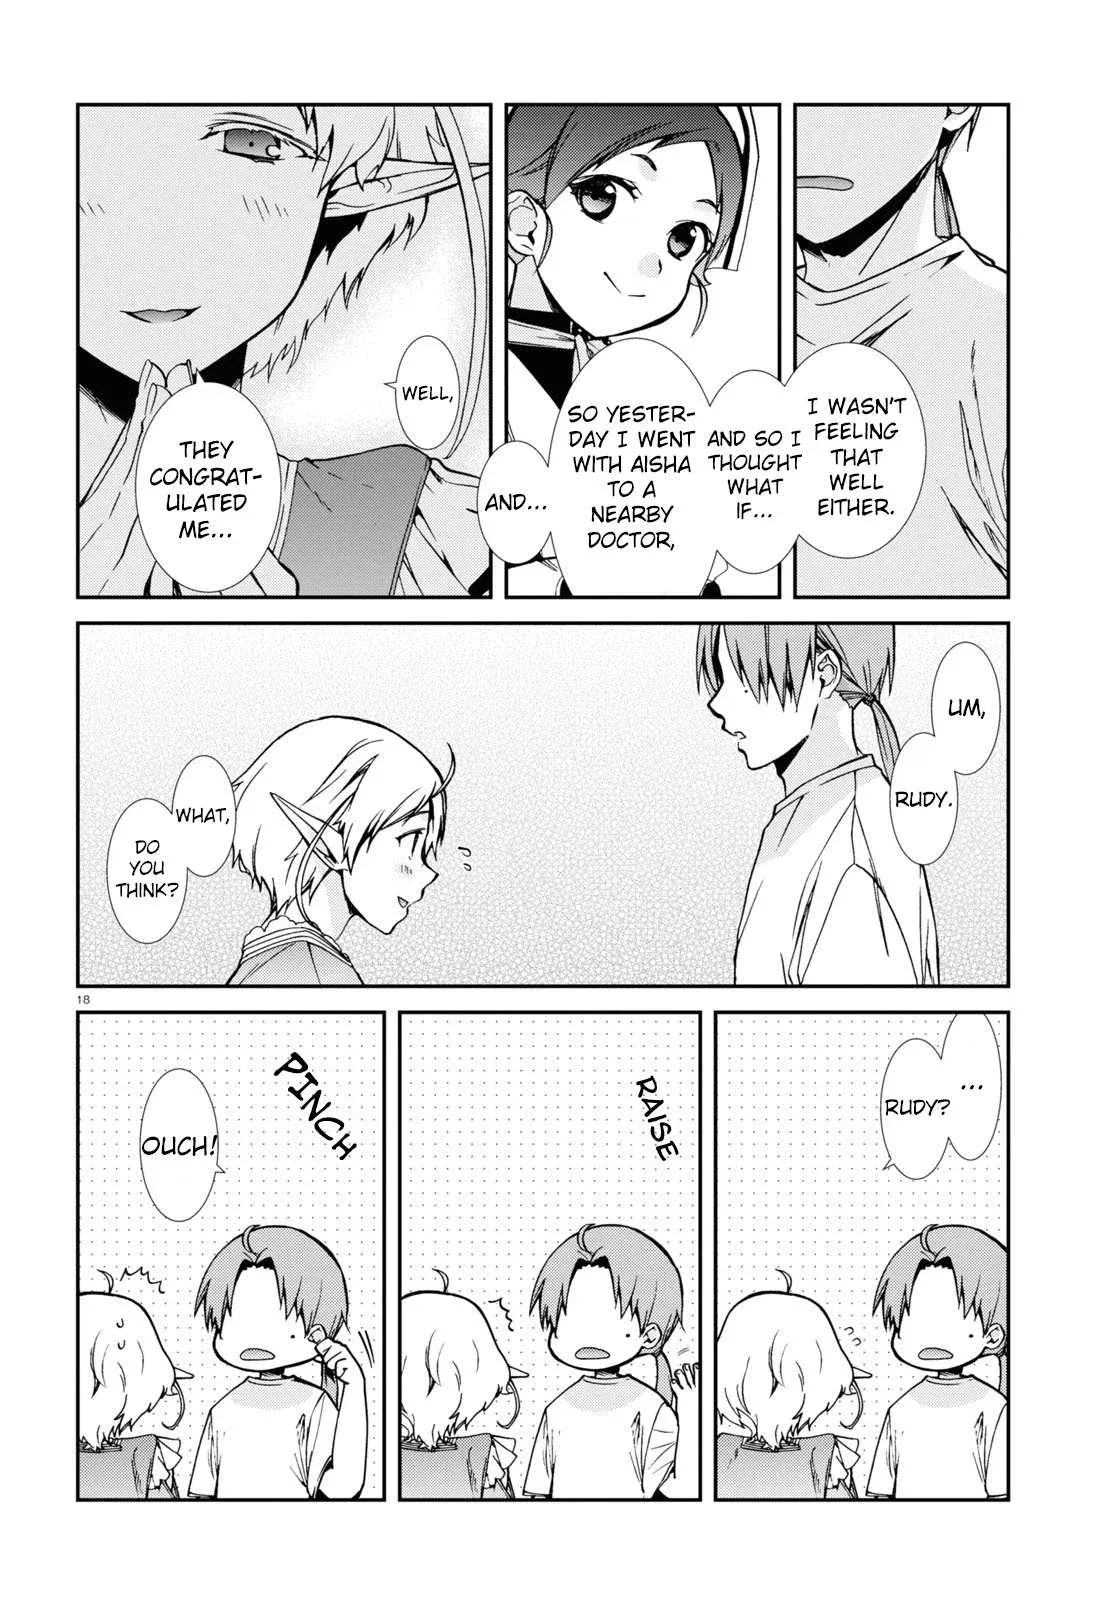 I WASN'T
FEELING
THAT
WELL
EITHER.
AND SO I
THOUGHT
WHAT
IF...
SO YESTER-
DAY I WENT
WITH AISHA
TO A
NEARBY
DOCTOR,
AND...
WELL,
THEY
CONGRAT-
ULATED
ME...
UM,
RUDY.
WHAT,
DO
YOU
THINK?
18
...
RUDY?
RAISE
PINCH
OUCH!